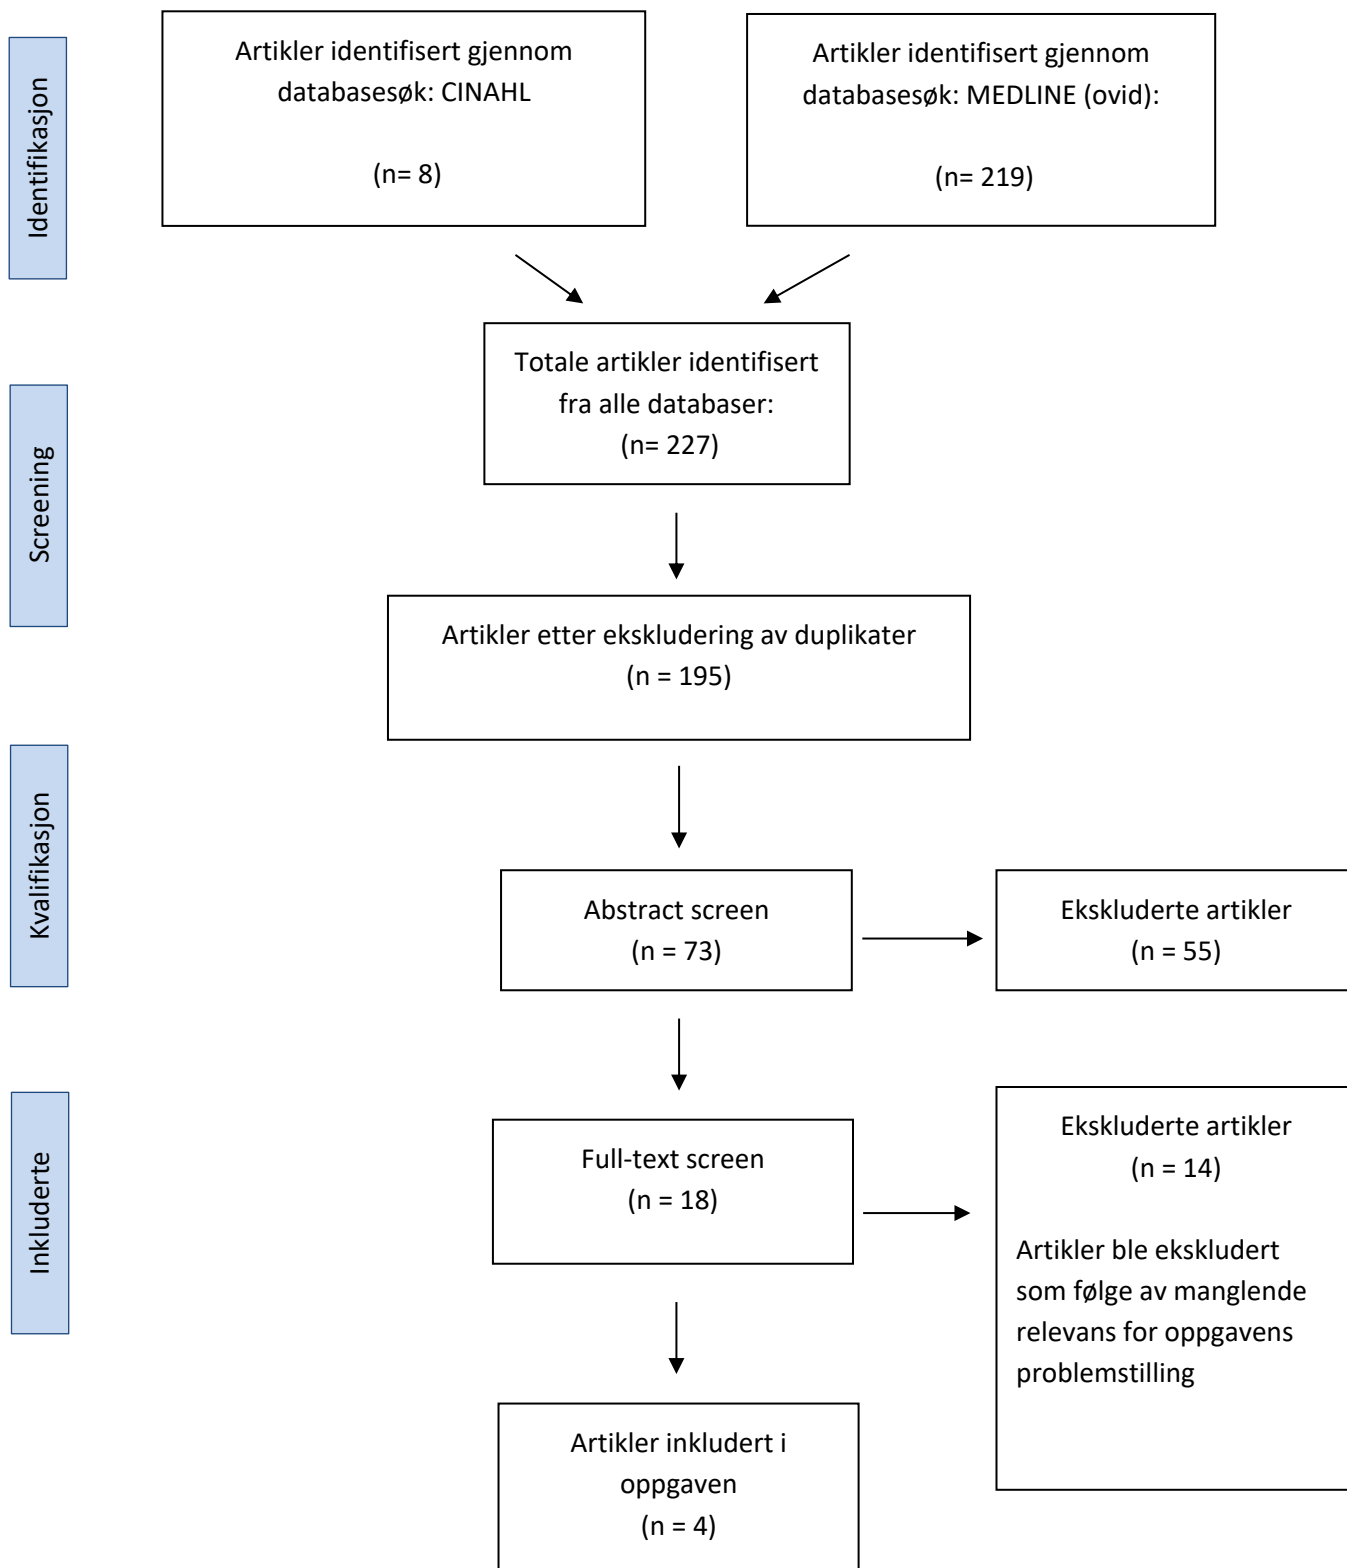 Identifikasjon
Artikler identifisert gjennom
databasesøk: CINAHL
(n= 8)
Artikler identifisert gjennom
databasesøk: MEDLINE (ovid):
(n= 219)
Totale artikler identifisert
fra alle databaser:
(n= 227)
Screening
Artikler etter ekskludering av duplikater
(n = 195)
Kvalifikasjon
Abstract screen
(n = 73)
Ekskluderte artikler
(n = 55)
Inkluderte
Full-text screen
(n = 18)
Ekskluderte artikler
(n = 14)
Artikler ble ekskludert
som følge av manglende
relevans for oppgavens
problemstilling
Artikler inkludert i
oppgaven
(n = 4)